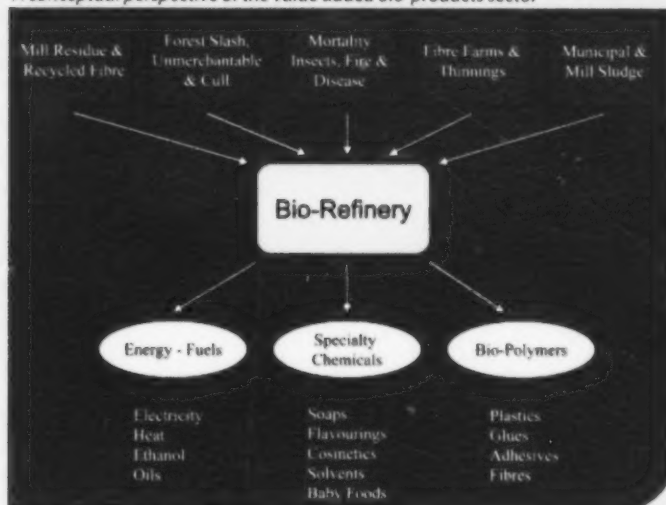 conceptual perspective of the value added bio-products sector
Mill Residue &
Recycled Fibre
Forest Slash,
Unmerchantable
& Cull
Mortality
Insects, Fire &
Disease
Fibre Farms &
Thinnings
Municipal &
Mill Sludge
Bio-Refinery
Energy - Fuels
Specialty
Chemicals
Bio-Polymers
Electricity
Heat
Ethanol
Oils
Soaps
Flavourings
Cosmetics
Solvents
Baby Foods
Plastics
Glues
Adhesives
Fibres